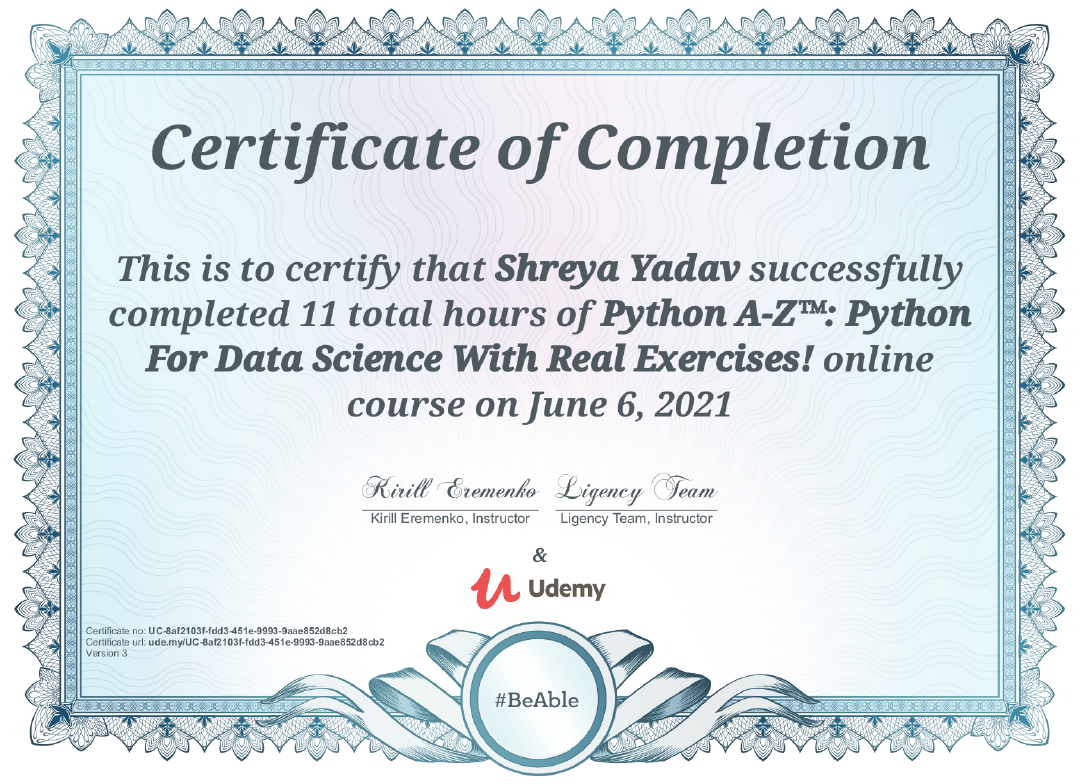 Certificate of Completion
This is to certify that Shreya Yadav successfully
completed 11 total hours of Python A-Z™: Python
For Data Science With Real Exercises! online
course on June 6, 2021
Kirill Eremenko Ligency Team
Kirill Eremenko, Instructor Ligency Team, Instructor
&
Udemy
Certificate no: UC-8af2103f-fdd3-451e-9993-9aae852d8cb2
Certificate url: ude.my/UC-8af2103f-fdd3-451e-9993-9aae852d8cb2
Version 3
#BeAble